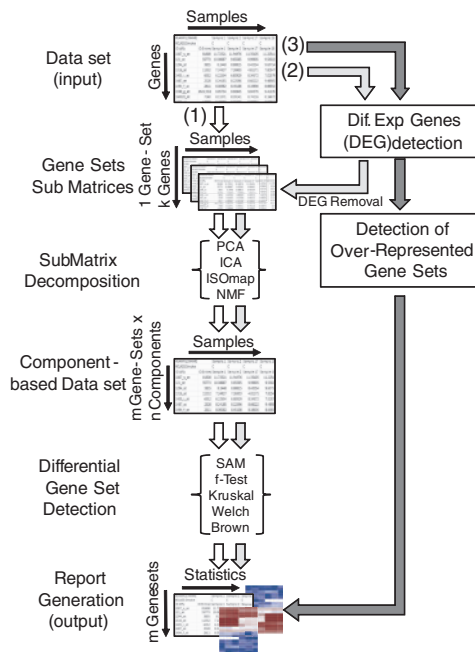 Samples
Data set
(input)
Genes
(3)
(2)
(1)
Dif. Exp Genes
(DEG)detection
Samples
Gene Sets
Sub Matrices
1 Gene - Set
k Genes
DEG Removal
Detection of
Over-Represented
Gene Sets
SubMatrix
Decomposition
PCA
ICA
ISOmap
NMF
Samples
Component -
based Data set
m Gene-Sets x
n Components
Differential
Gene Set
Detection
SAM
f-Test
Kruskal
Welch
Brown
Report
Generation
(output)
Statistics
m Genesets